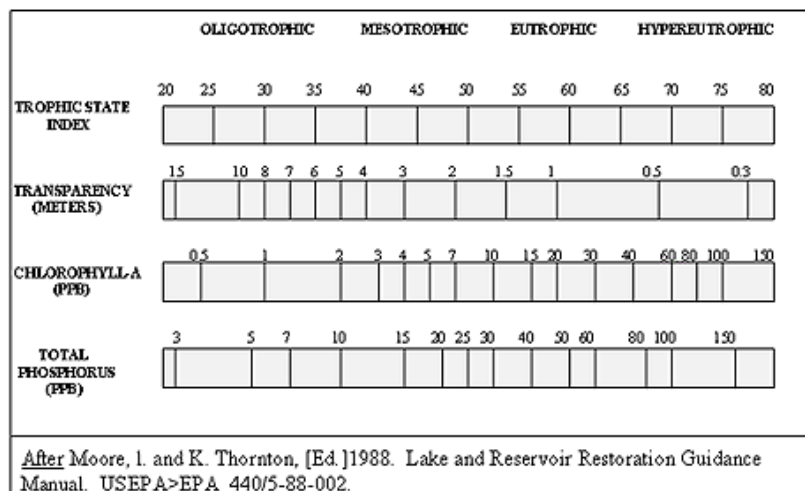 OLIGOTROPHIC MESOTROPHIC EUTROPHIC HYPEREUTROPHIC
20 25 30 35 40 45 50 55 60 65 70 75 80
TROPHIC STATE
INDEX
15 10 8 7 6 5 4 3 2 1.5 1 0.5 0.3
TRANSPARENCY
(METERS)
0.5 1 2 3 4 5 7 10 15 20 30 40 60 80 100 150
CHLOROPHYLL-A
(PPB)
3 5 7 10 15 20 25 30 40 50 60 80 100 150
TOTAL
PHOSPHORUS
(PPB)
After Moore, l. and K. Thornton, [Ed.]1988. Lake and Reservoir Restoration Guidance
Manual. USEPA>EPA 440/5-88-002.